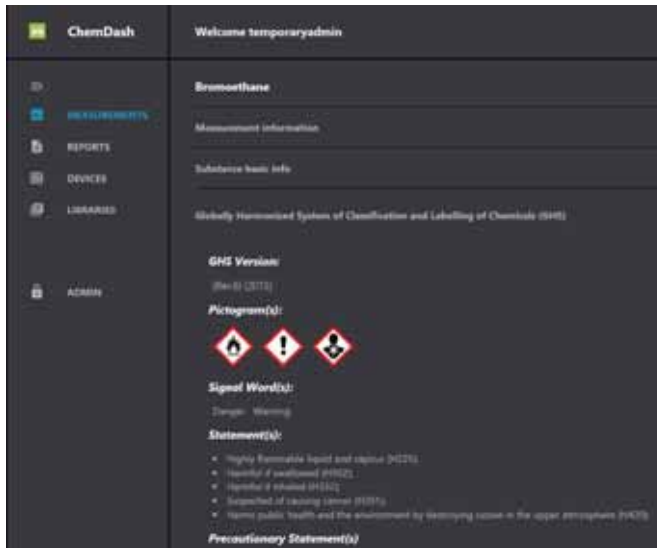 ChemDash
Welcome temporaryadmin
Bromoethane
MEASUREMENTS
Measurement information
REPORTS
Substance basic info
DEVICES
LIBRARIES
Globally Harmonized System of Classification and Labelling of Chemicals (GHS)
GHS Version:
(Rev.6) (2015)
ADMIN
Pictogram(s):
Signal Word(s):
Danger Warning
Statement(s):
Highly flammable liquid and vapour (H225)
Harmful if swallowed (H302)
Harmful if inhaled (H332)
Suspected of causing cancer (H351)
Harms public health and the environment by destroying ozone in the upper atmosphere (H420)
Precautionary Statement(s)